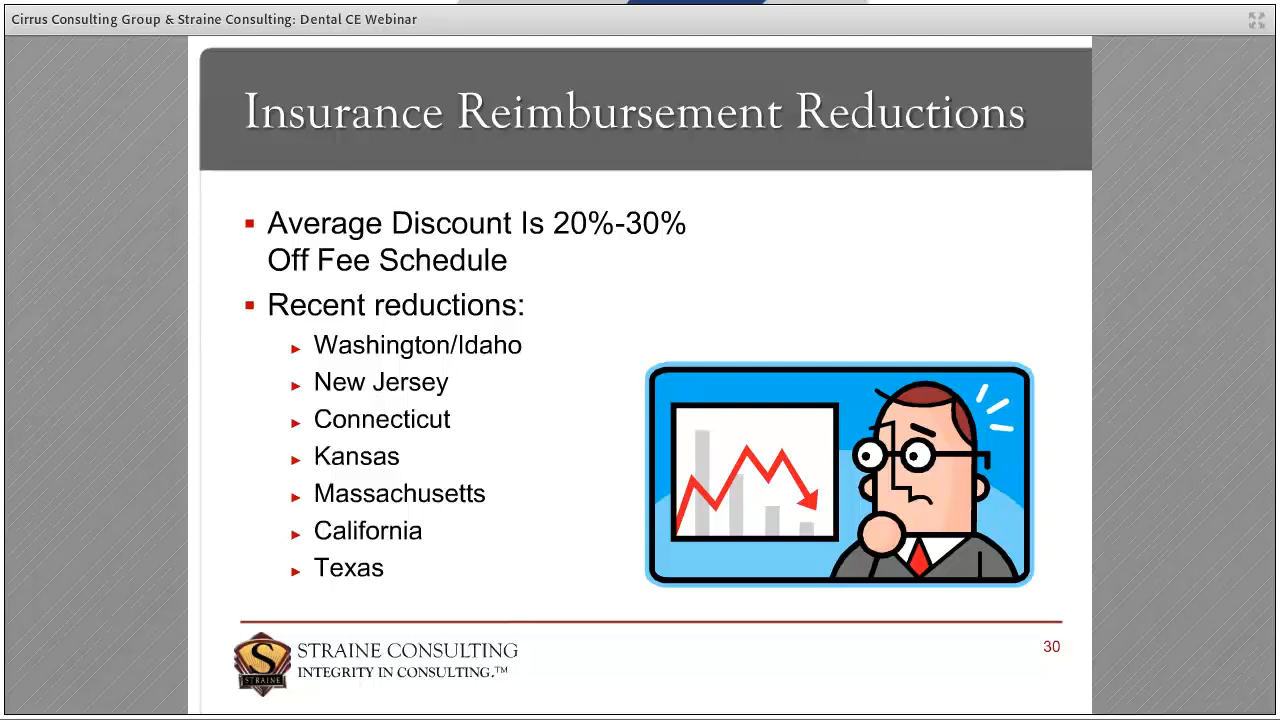 Cirrus Consulting Group & Straine Consulting: Dental CE Webinar
Insurance Reimbursement Reductions
Average Discount Is 20%-30%
Off Fee Schedule
Recent reductions:
Washington/Idaho
New Jersey
Connecticut
Kansas
Massachusetts
California
Texas
S
STRAINE
STRAINE CONSULTING
INTEGRITY IN CONSULTING.™
30